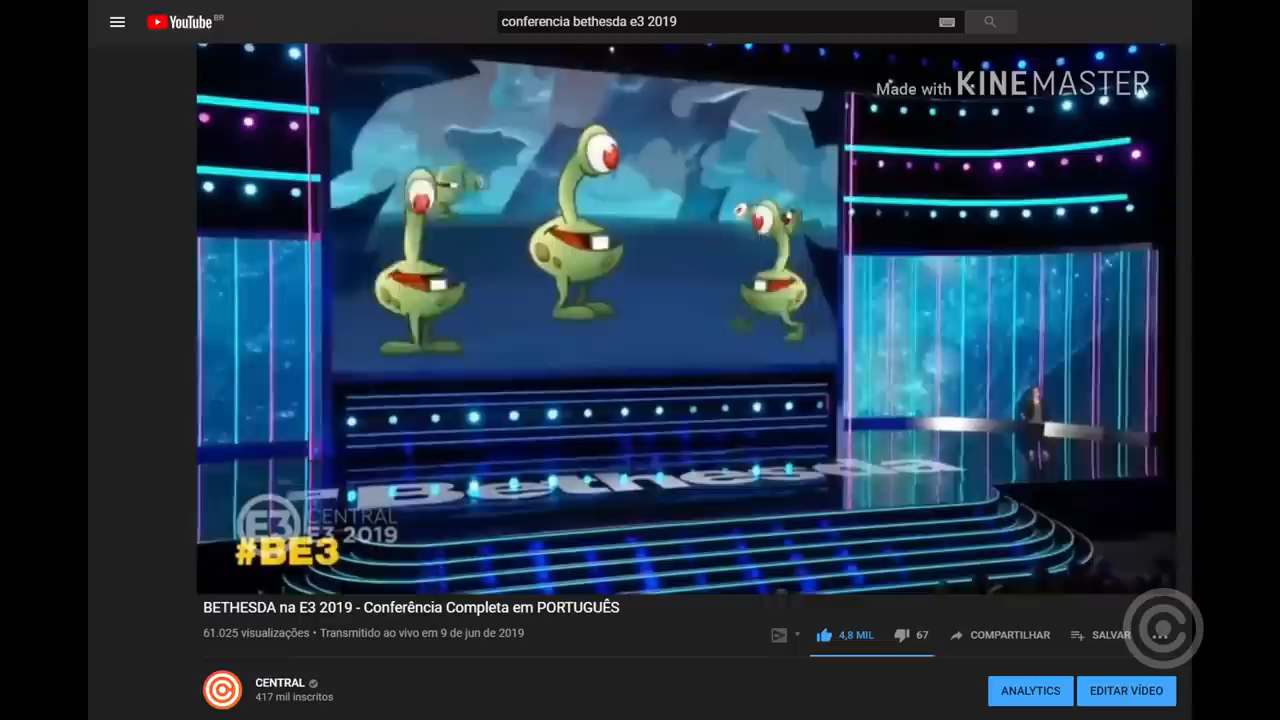 YouTube BR
conferencia bethesda e3 2019
Made with KINEMASTER
Bethesda
E3 CENTRAL
E3 2019
#BE3
BETHESDA na E3 2019 - Conferência Completa em PORTUGUÊS
61.025 visualizações • Transmitido ao vivo em 9 de jun de 2019
4,8 MIL
67
COMPARTILHAR
SALVAR
CENTRAL
417 mil inscritos
ANALYTICS
EDITAR VÍDEO